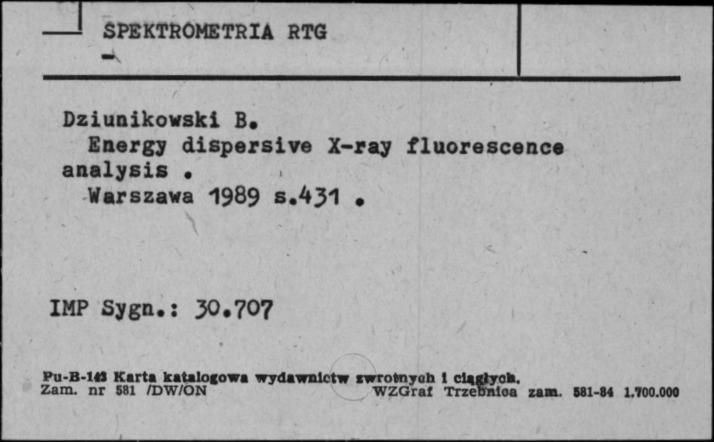 SPEKTROMETRIA RTG
-
Dziunikowski B.
Energy dispersive X-ray fluorescence
analysis .
Warszawa 1989 s.431 .
IMP Sygn.: 30.707
Pu-B-143 Karta katalogowa wydawnictw zwrotnych i ciągłych.
Zam. nr 581 /DW/ON WZGraf Trzebnica zam. 581-84 1.700.000